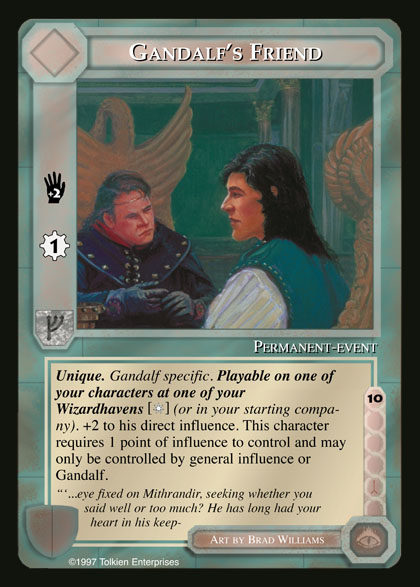 GANDALF'S FRIEND
2
1
PERMANENT-EVENT
Unique. Gandalf specific. Playable on one of
your characters at one of your
Wizardhavens [☼] (or in your starting compa-
ny). +2 to his direct influence. This character
requires 1 point of influence to control and may
only be controlled by general influence or
Gandalf.
10
"'...eye fixed on Mithrandir, seeking whether you
said well or too much? He has long had your
heart in his keep-
ART BY BRAD WILLIAMS
©1997 Tolkien Enterprises